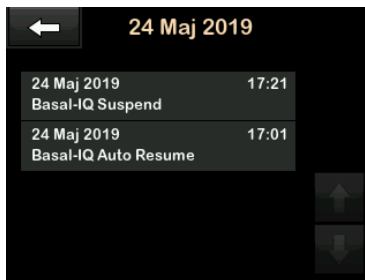 24 Maj 2019
24 Maj 2019 17:21
Basal-IQ Suspend
24 Maj 2019 17:01
Basal-IQ Auto Resume